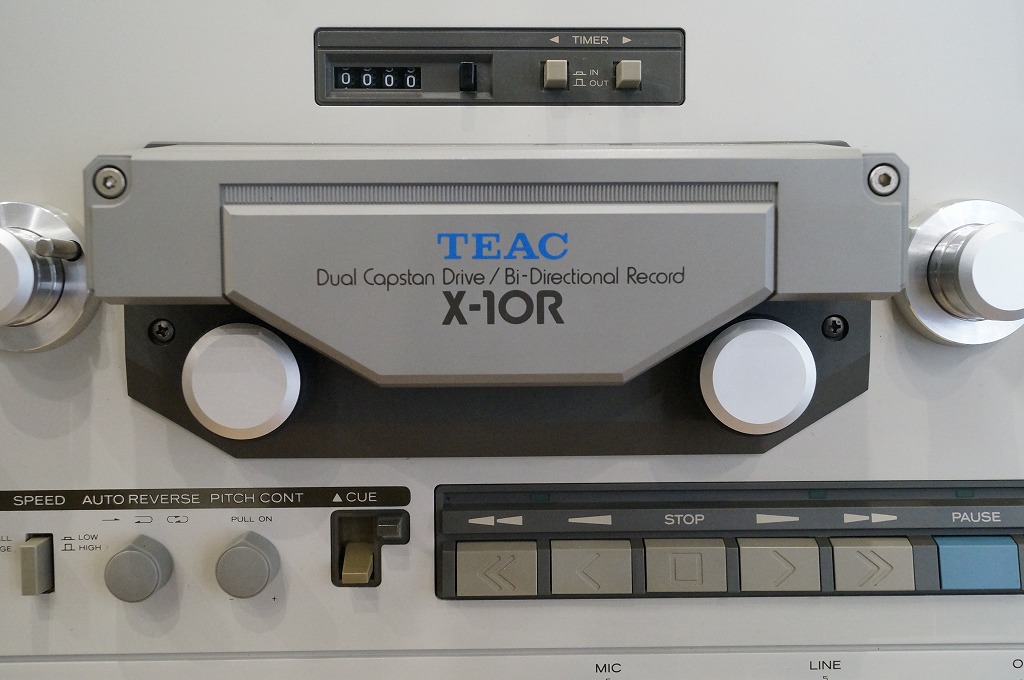 ◄ TIMER ►
0000
IN
OUT
TEAC
Dual Capstan Drive / Bi-Directional Record
X-10R
SPEED AUTO REVERSE PITCH CONT ▲CUE
PULL ON
LOW
HIGH
- +
STOP
PAUSE
MIC
LINE
5